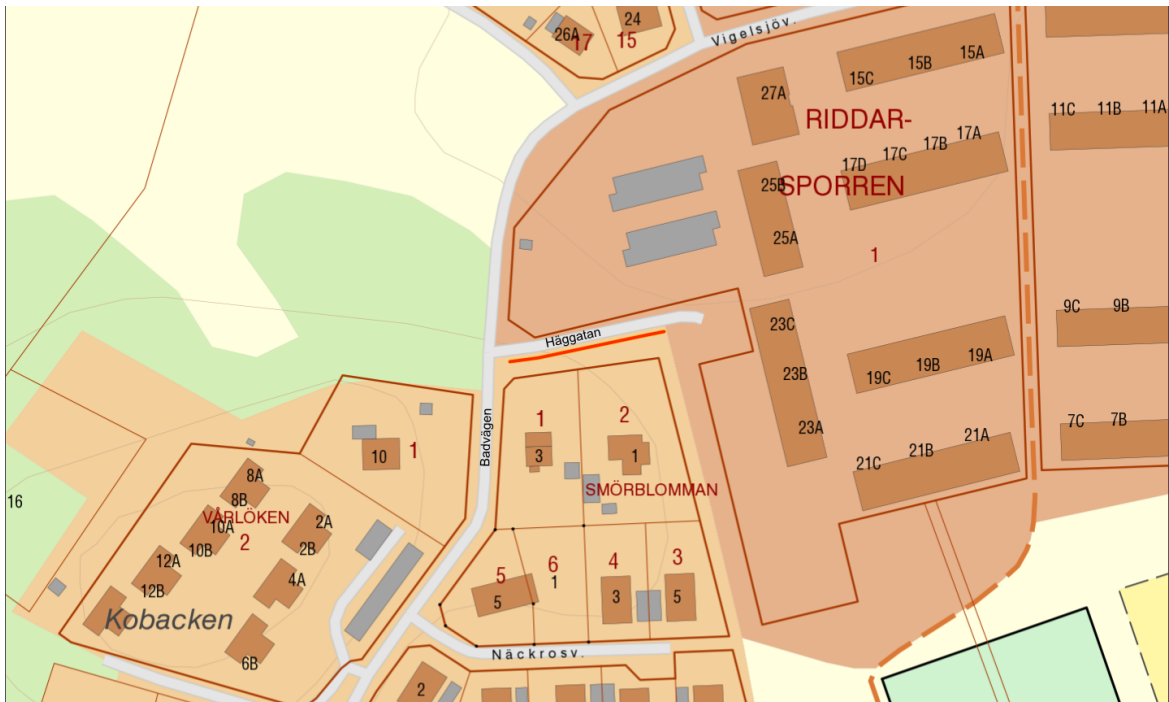 26A
17
15
24
Vigelsjöv.
27A
15C
15B
15A
RIDDAR-
11C
11B
11A
17D
17C
17B
17A
25B
SPORREN
25A
1
23C
9C
9B
Häggatan
23B
19C
19B
19A
23A
1
2
Badvägen
7C
7B
10
1
3
1
21C
21B
21A
8A
8B
SMÖRBLOMMAN
16
VÅRLÖKEN
10A
2A
10B
2
2B
12A
12B
4A
5
6
4
3
1
5
3
5
Kobacken
6B
Näckrosv.
2